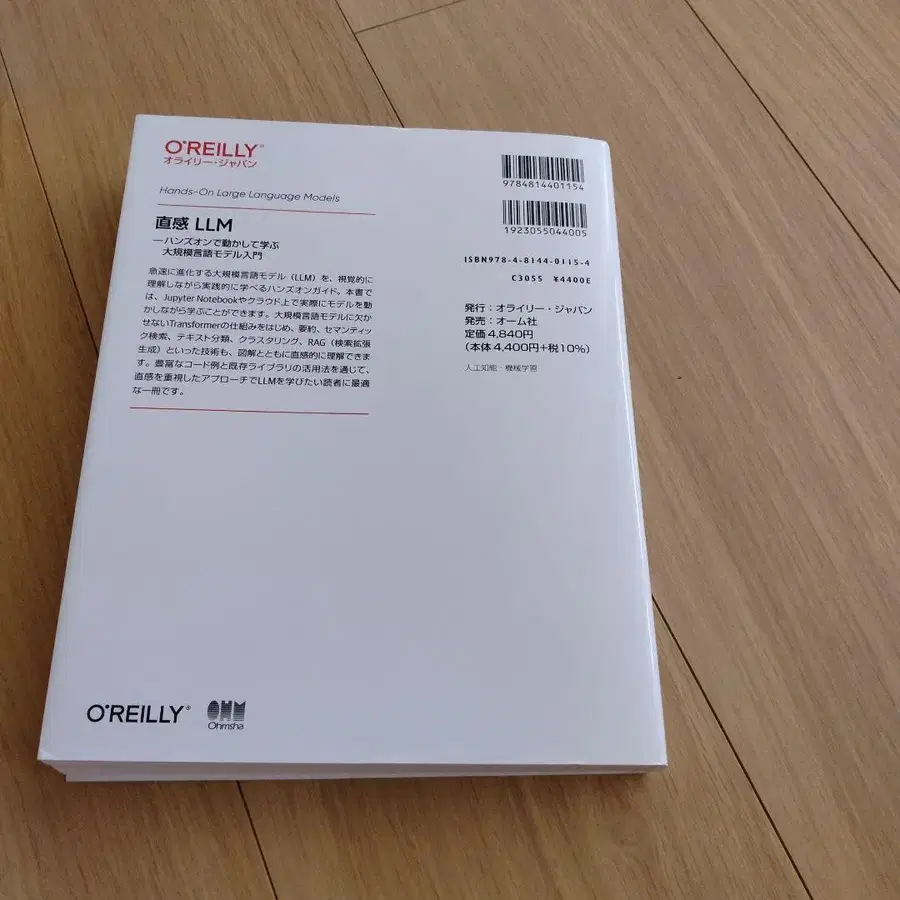 O'REILLY®
オライリー・ジャパン
Hands-On Large Language Models
直感 LLM
―ハンズオンで動かして学ぶ
大規模言語モデル入門
急速に進化する大規模言語モデル（LLM）を、視覚的に
理解しながら実践的に学べるハンズオンガイド。本書で
は、Jupyter Notebookやクラウド上で実際にモデルを動
かしながら学ぶことができます。大規模言語モデルに欠か
せないTransformerの仕組みをはじめ、要約、セマンティッ
ク検索、テキスト分類、クラスタリング、RAG（検索拡張
生成）といった技術も、図解とともに直感的に理解できま
す。豊富なコード例と既存ライブラリの活用法を通じて、
直感を重視したアプローチでLLMを学びたい読者に最適
な一冊です。
9784814401154
1923055044005
ISBN978-4-8144-0115-4
C3055 ¥4400E
発行：オライリー・ジャパン
発売：オーム社
定価4,840円
（本体4,400円+税10%）
人工知能・機械学習
O'REILLY®
OHM
Ohmsha